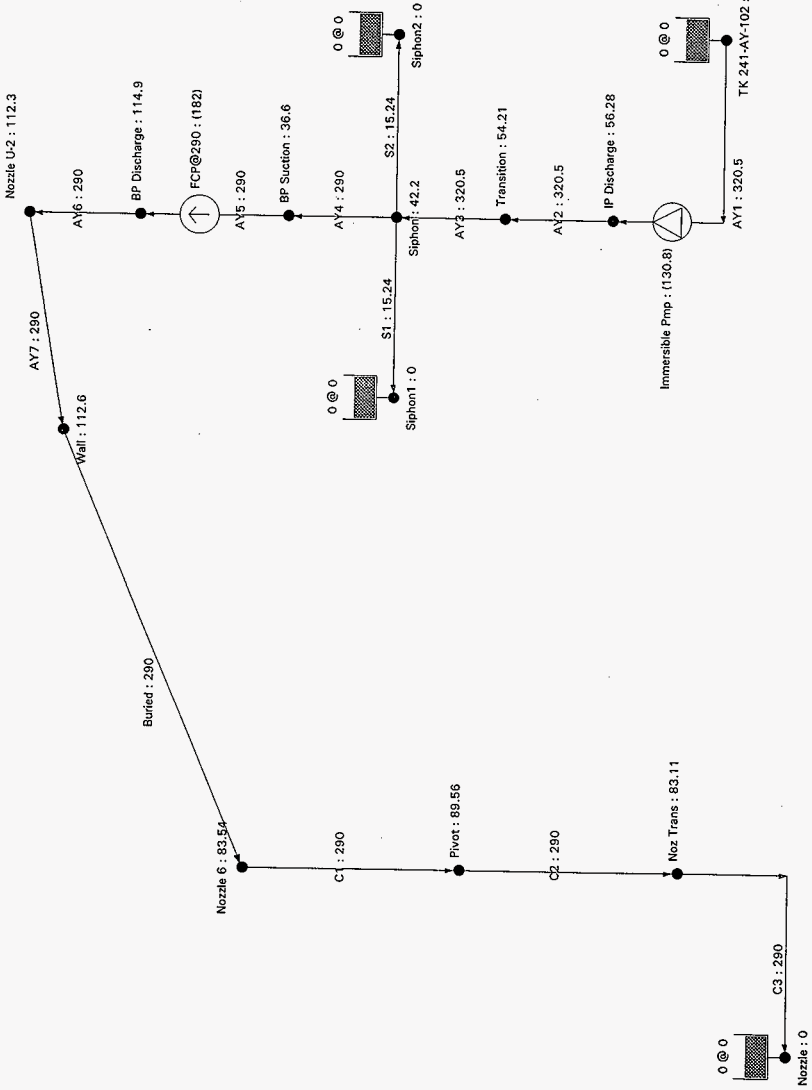 Nozzle U-2 : 112.3
AY6 : 290
BP Discharge : 114.9
FCP@290 : (182)
AY5 : 290
BP Suction : 36.6
AY4 : 290
0 @ 0
Siphon2 : 0
S2 : 15.24
Siphon : 42.2
S1 : 15.24
0 @ 0
Siphon1 : 0
AY3 : 320.5
Transition : 54.21
AY2 : 320.5
IP Discharge : 56.28
Immersible Pmp : (130.8)
AY1 : 320.5
0 @ 0
TK 241-AY-102 :
AY7 : 290
Wall : 112.6
Buried : 290
Nozzle 6 : 83.54
C1 : 290
Pivot : 89.56
C2 : 290
Noz Trans : 83.11
C3 : 290
0 @ 0
Nozzle : 0